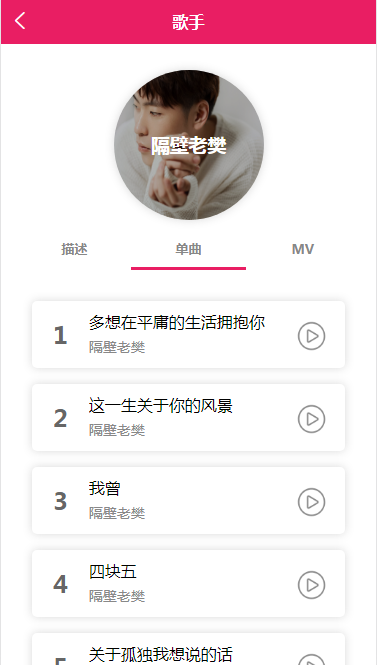 歌手
隔壁老樊
描述 单曲 MV
1
多想在平庸的生活拥抱你
隔壁老樊
2
这一生关于你的风景
隔壁老樊
3
我曾
隔壁老樊
4
四块五
隔壁老樊
5
关于孤独我想说的话